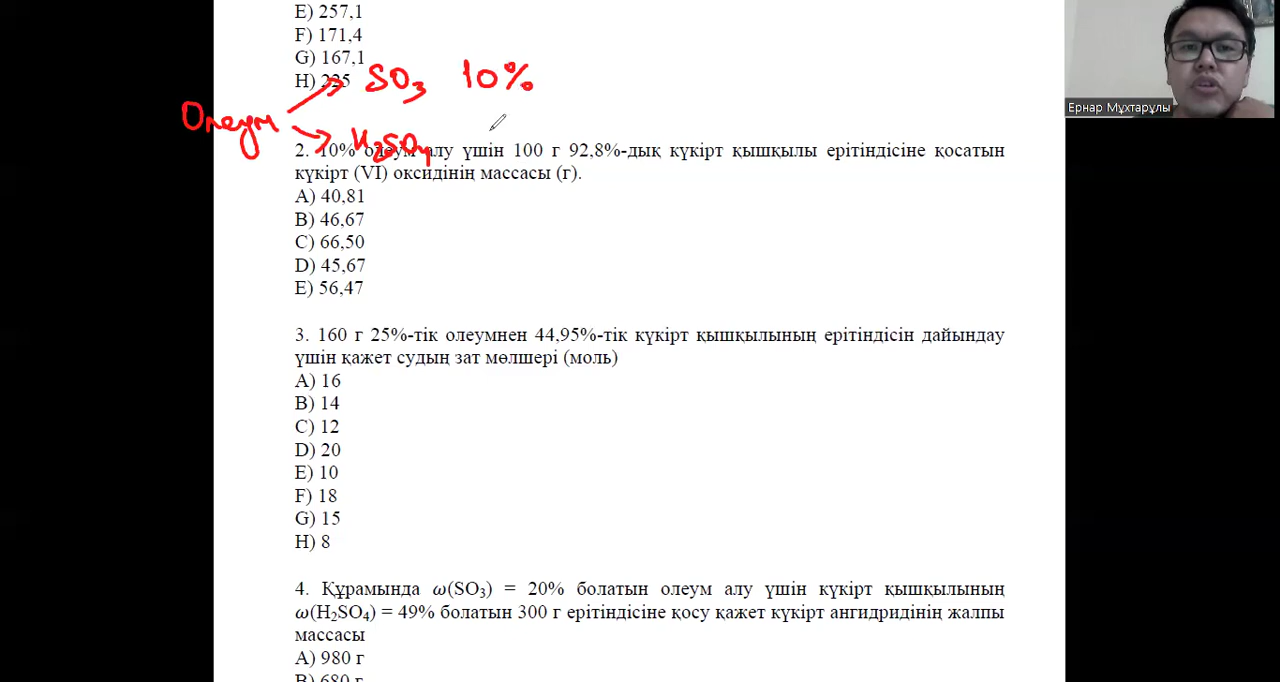 E) 257,1
F) 171,4
G) 167,1
H) 225
SO₃ 10%
Олеум
H₂SO₄
2. 10% олеум алу үшін 100 г 92,8%-дық күкірт қышқылы ерітіндісіне қосатын
күкірт (VI) оксидінің массасы (г).
A) 40,81
B) 46,67
C) 66,50
D) 45,67
E) 56,47
3. 160 г 25%-тік олеумнен 44,95%-тік күкірт қышқылының ерітіндісін дайындау
үшін қажет судың зат мөлшері (моль)
A) 16
B) 14
C) 12
D) 20
E) 10
F) 18
G) 15
H) 8
4. Құрамында ω(SO₃) = 20% болатын олеум алу үшін күкірт қышқылының
ω(H₂SO₄) = 49% болатын 300 г ерітіндісіне қосу қажет күкірт ангидридінің жалпы
массасы
A) 980 г
B) 680 г
Ернар Мұхтарұлы